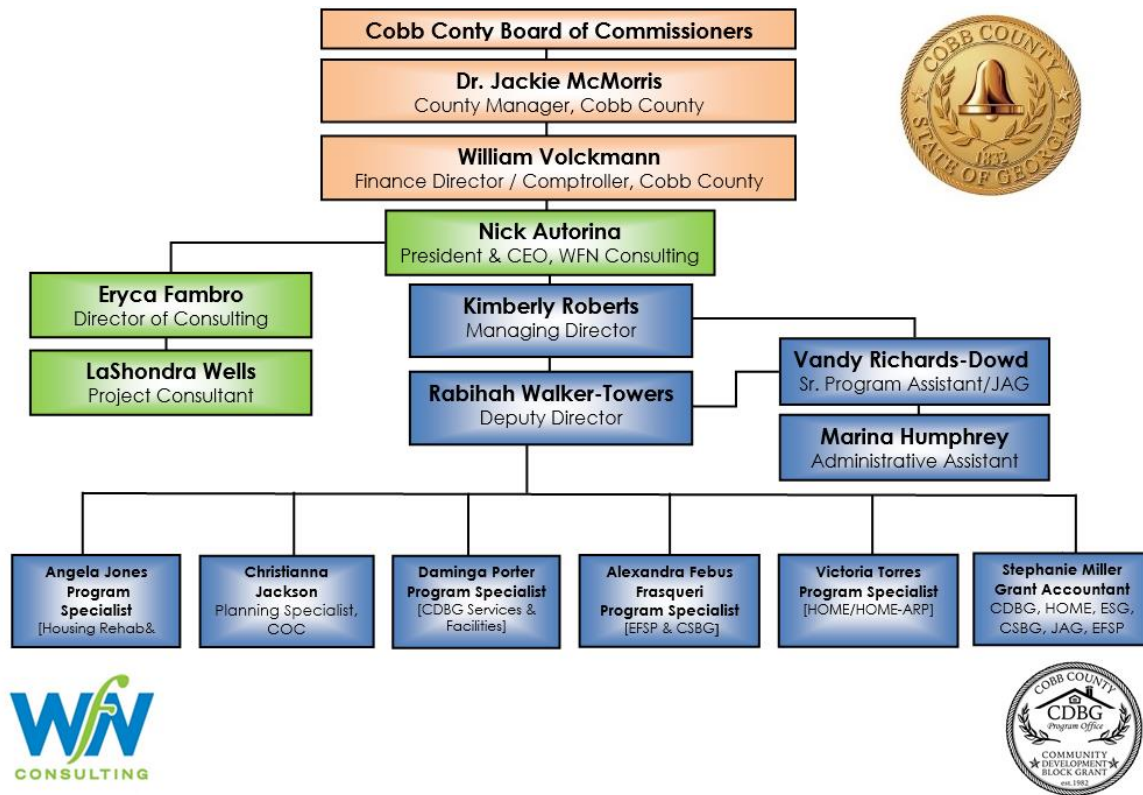 Cobb Conty Board of Commissioners
Dr. Jackie McMorris
County Manager, Cobb County
William Volckmann
Finance Director / Comptroller, Cobb County
COBB COUNTY
1832
STATE OF GEORGIA
Nick Autorina
President & CEO, WFN Consulting
Eryca Fambro
Director of Consulting
LaShondra Wells
Project Consultant
Kimberly Roberts
Managing Director
Rabihah Walker-Towers
Deputy Director
Vandy Richards-Dowd
Sr. Program Assistant/JAG
Marina Humphrey
Administrative Assistant
Angela Jones
Program
Specialist
[Housing Rehab&
Christianna
Jackson
Planning Specialist,
COC
Daminga Porter
Program Specialist
[CDBG Services &
Facilities]
Alexandra Febus
Frasqueri
Program Specialist
[EFSP & CSBG]
Victoria Torres
Program Specialist
[HOME/HOME-ARP]
Stephanie Miller
Grant Accountant
CDBG, HOME, ESG,
CSBG, JAG, EFSP
WfN
CONSULTING
COBB COUNTY
CDBG
Program Office
COMMUNITY
DEVELOPMENT
BLOCK GRANT
est.1982